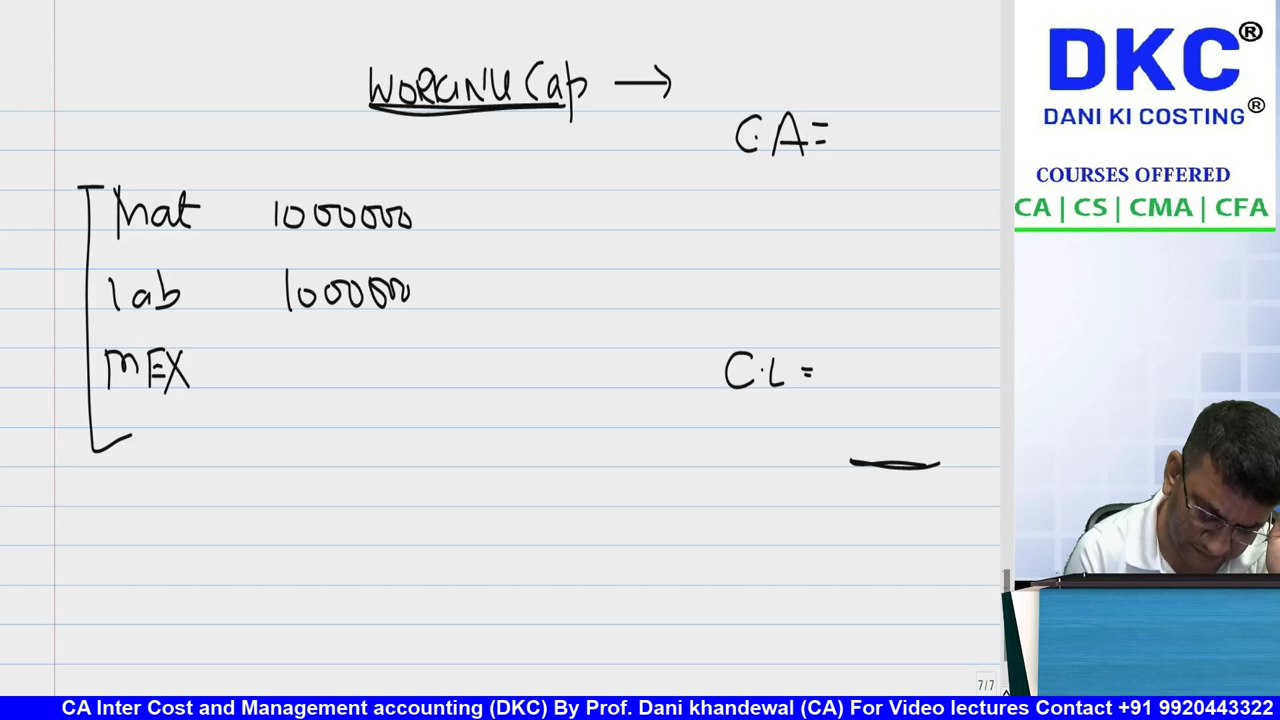 WORKING Cap →
C.A=
Mat 1000000
lab 1000000
MEX
C.L =
7/7
DKC®
DANI KI COSTING®
COURSES OFFERED
CA | CS | CMA | CFA
CA Inter Cost and Management accounting (DKC) By Prof. Dani khandewal (CA) For Video lectures Contact +91 9920443322